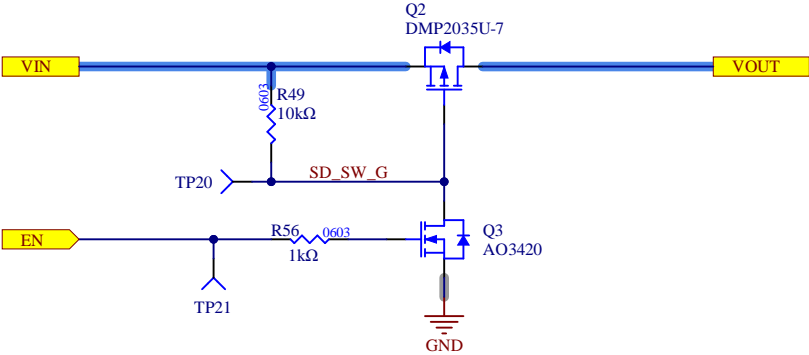 Q2
DMP2035U-7
VIN
VOUT
0603
R49
10kΩ
TP20
SD_SW_G
EN
R56
0603
1kΩ
Q3
AO3420
TP21
GND